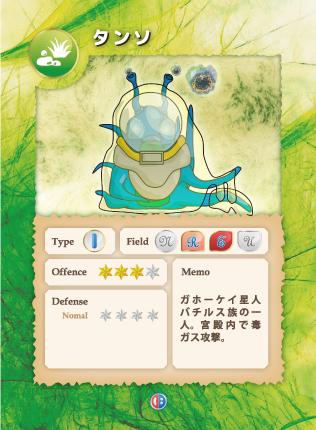 タンソ
Type
Field N R E U
Offence
Memo
ガホーケイ星人
バチルス族の一
人。宮殿内で毒
ガス攻撃。
Defense
Nomal